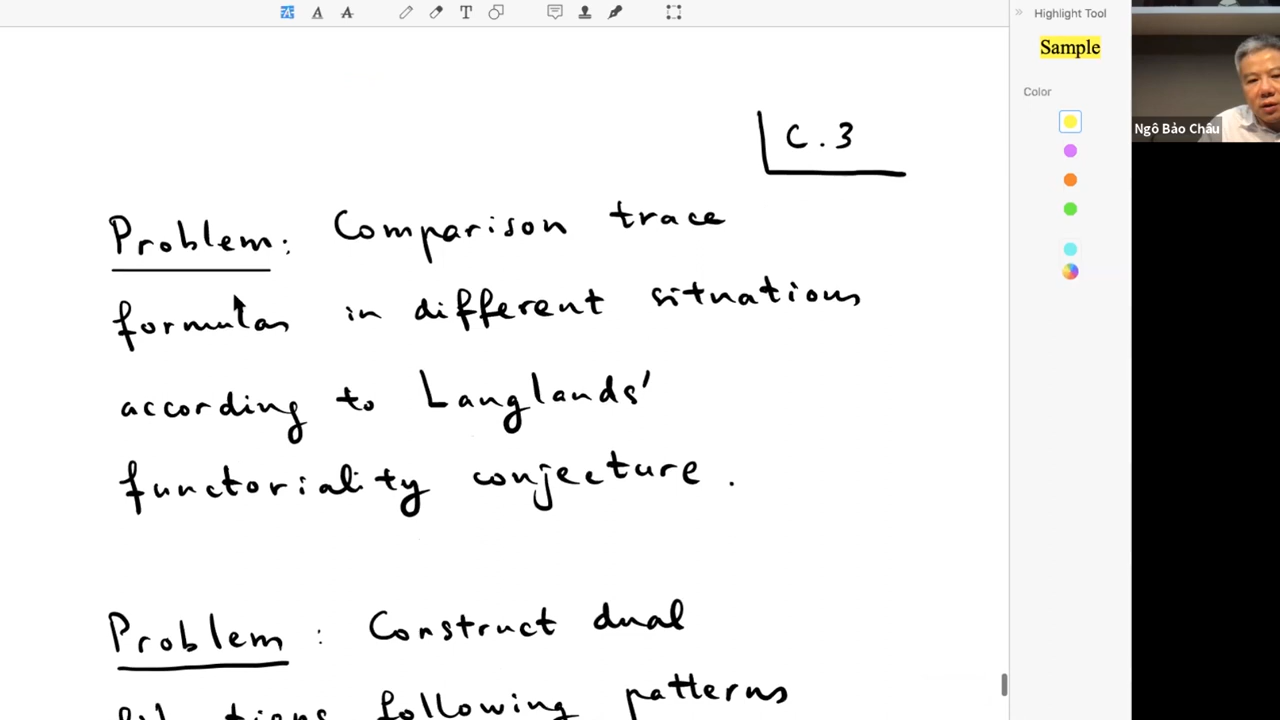 Highlight Tool
Sample
Color
Ngô Bảo Châu
C.3
Problem: Comparison trace
formulas in different situations
according to Langlands'
functoriality conjecture.
Problem: Construct dual
following patterns